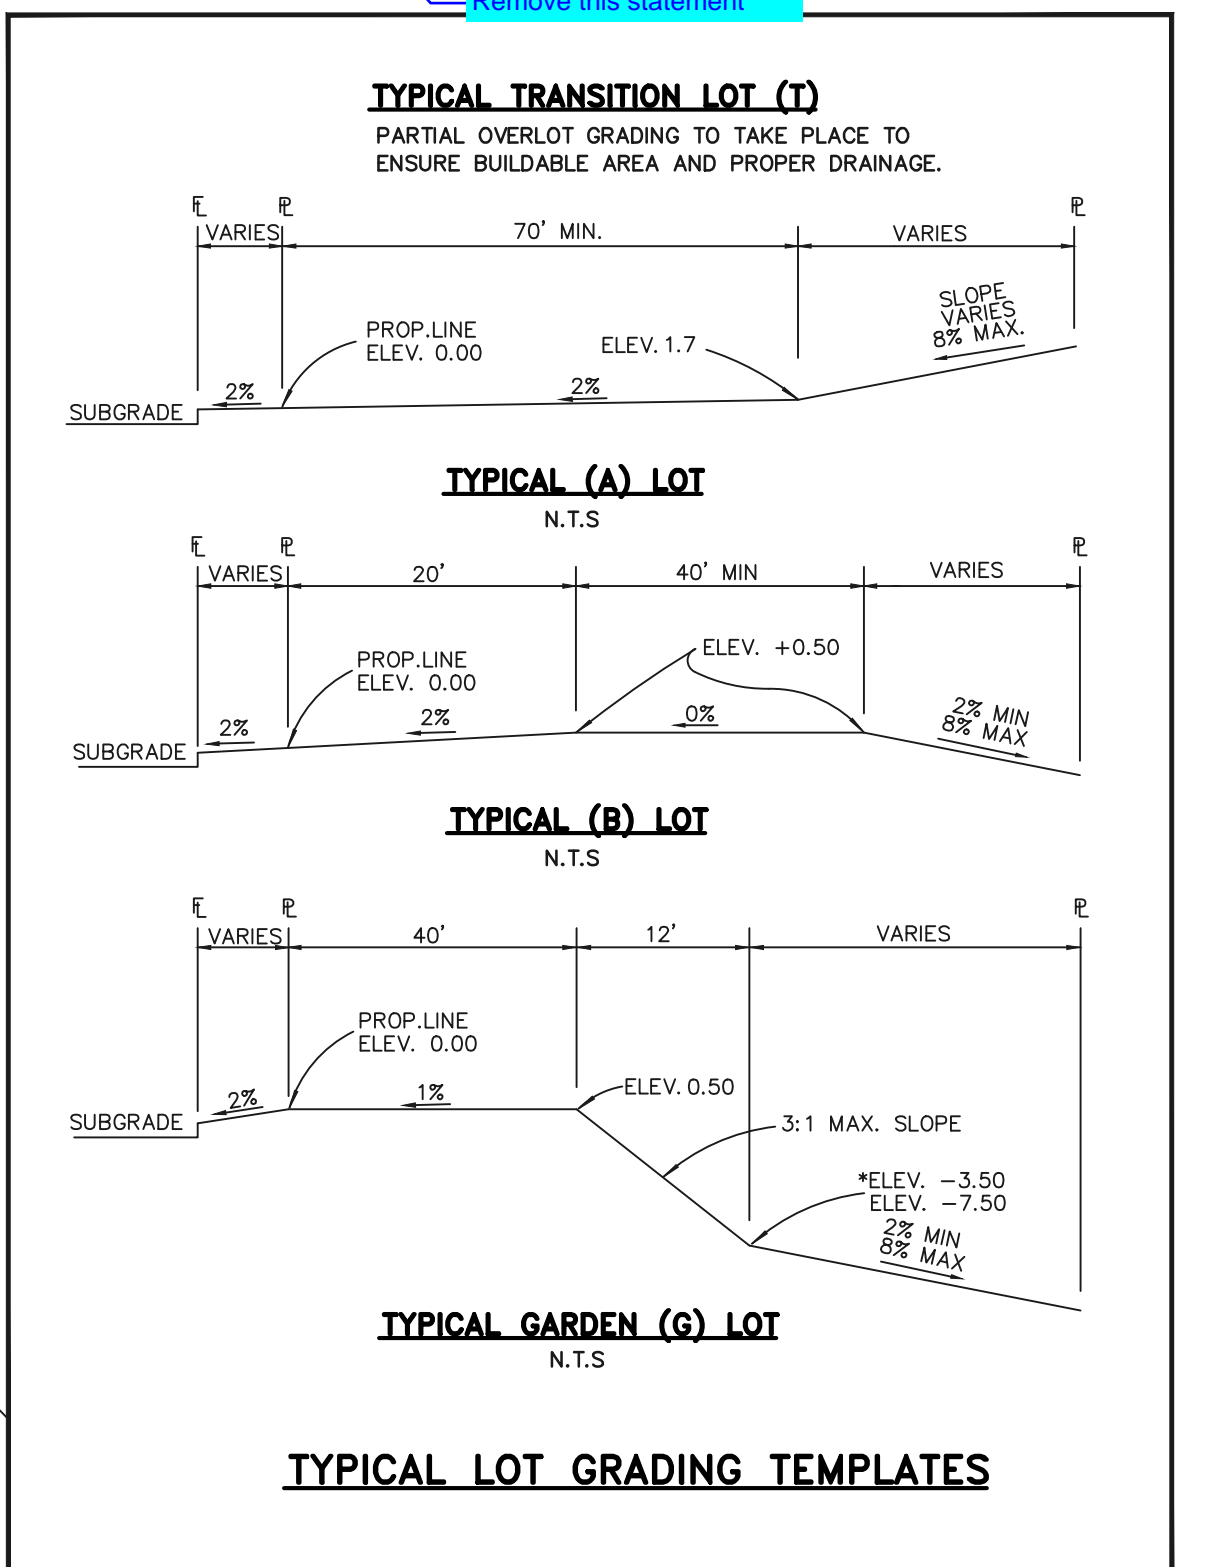 Remove this statement
TYPICAL TRANSITION LOT (T)
PARTIAL OVERLOT GRADING TO TAKE PLACE TO
ENSURE BUILDABLE AREA AND PROPER DRAINAGE.
FL
PL
PL
VARIES
70' MIN.
VARIES
SLOPE
VARIES
8% MAX.
PROP.LINE
ELEV. 0.00
ELEV. 1.7
2%
2%
SUBGRADE
TYPICAL (A) LOT
N.T.S
FL
PL
PL
VARIES
20'
40' MIN
VARIES
ELEV. +0.50
PROP.LINE
ELEV. 0.00
2%
2%
0%
2% MIN
8% MAX
SUBGRADE
TYPICAL (B) LOT
N.T.S
FL
PL
PL
VARIES
40'
12'
VARIES
PROP.LINE
ELEV. 0.00
2%
1%
ELEV. 0.50
SUBGRADE
3:1 MAX. SLOPE
*ELEV. -3.50
ELEV. -7.50
2% MIN
8% MAX
TYPICAL GARDEN (G) LOT
N.T.S
TYPICAL LOT GRADING TEMPLATES